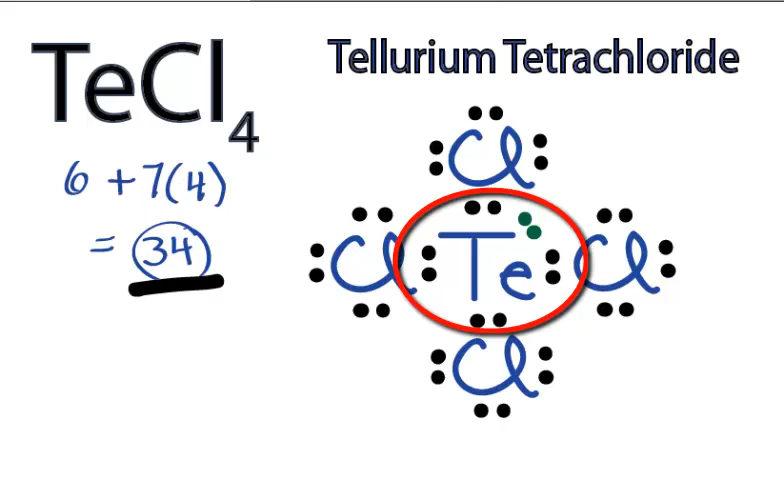 TeCl₄
Tellurium Tetrachloride
6 + 7(4)
= 34
Cl
Cl Te Cl
Cl